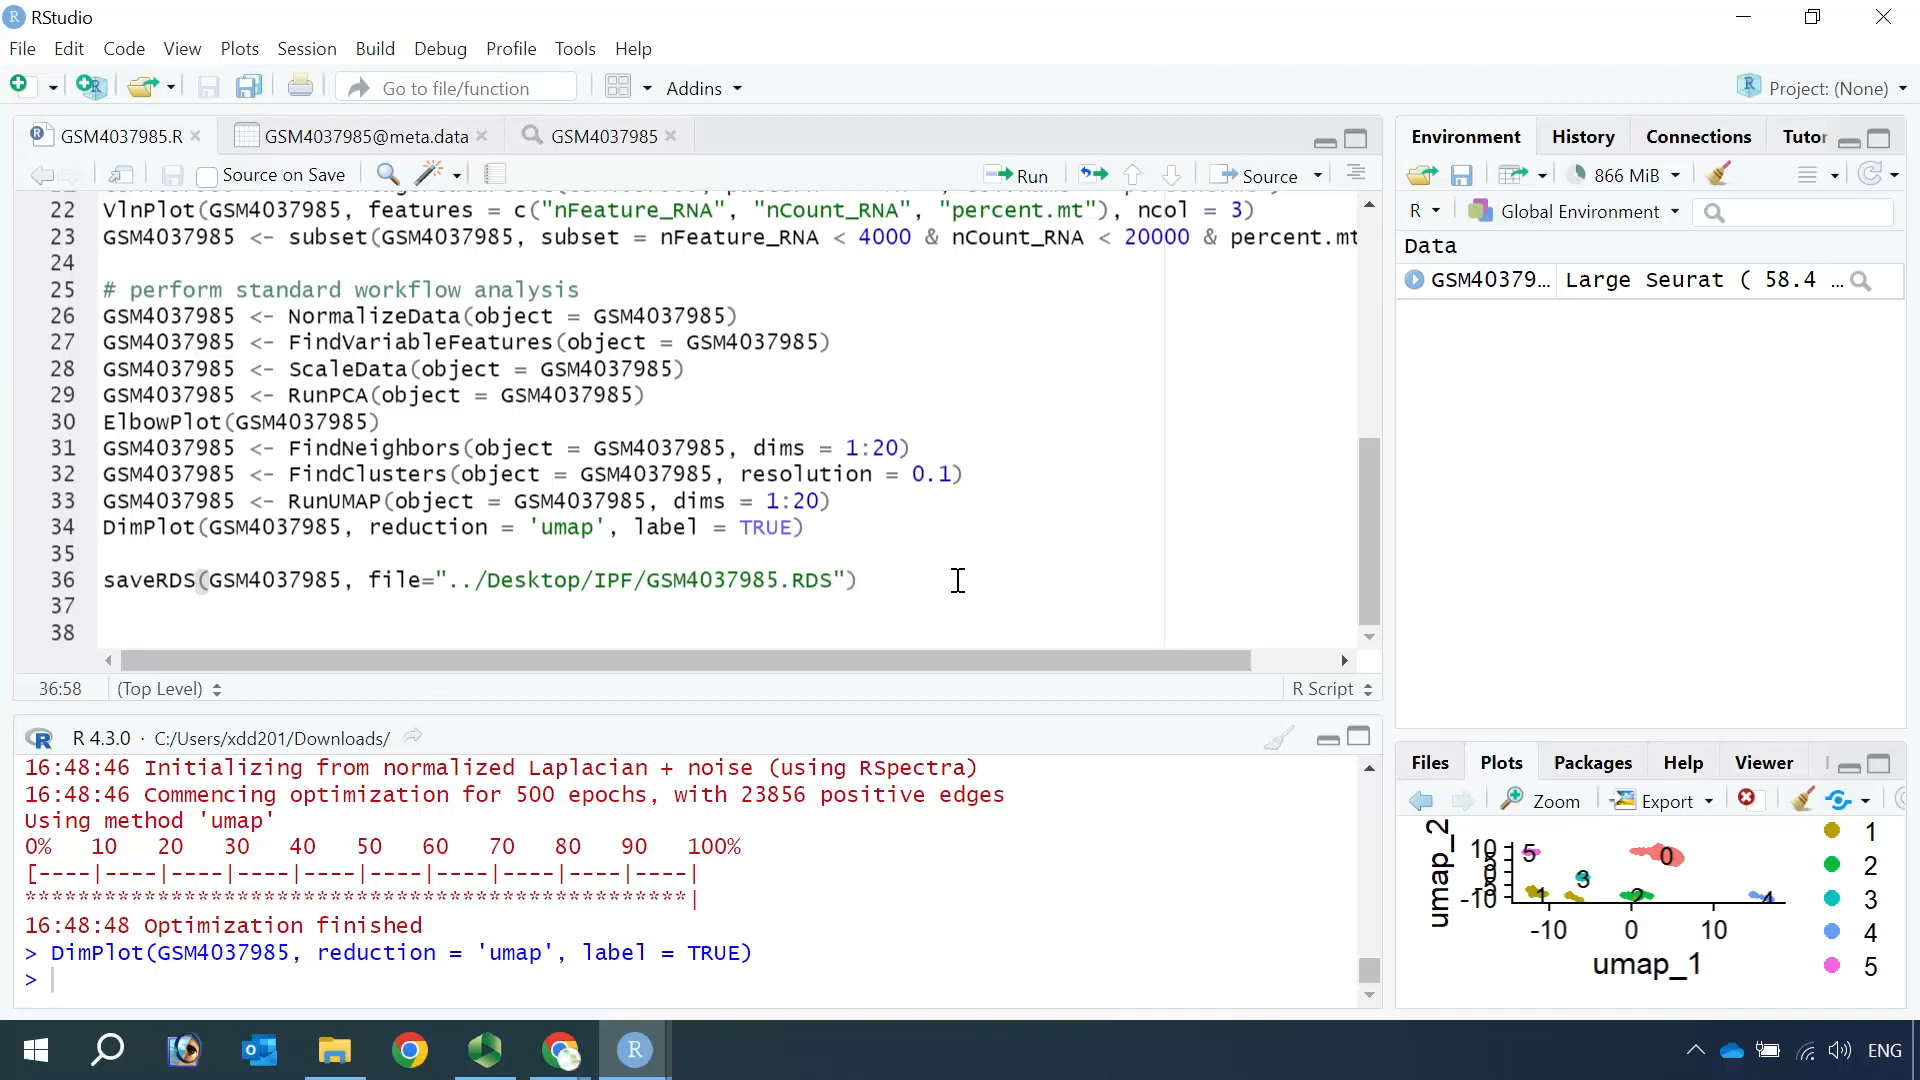 RStudio
File Edit Code View Plots Session Build Debug Profile Tools Help
Go to file/function Addins Project: (None)
GSM4037985.R GSM4037985@meta.data GSM4037985
Source on Save Run Source
22 VlnPlot(GSM4037985, features = c("nFeature_RNA", "nCount_RNA", "percent.mt"), ncol = 3)
23 GSM4037985 <- subset(GSM4037985, subset = nFeature_RNA < 4000 & nCount_RNA < 20000 & percent.mt
24
25 # perform standard workflow analysis
26 GSM4037985 <- NormalizeData(object = GSM4037985)
27 GSM4037985 <- FindVariableFeatures(object = GSM4037985)
28 GSM4037985 <- ScaleData(object = GSM4037985)
29 GSM4037985 <- RunPCA(object = GSM4037985)
30 ElbowPlot(GSM4037985)
31 GSM4037985 <- FindNeighbors(object = GSM4037985, dims = 1:20)
32 GSM4037985 <- FindClusters(object = GSM4037985, resolution = 0.1)
33 GSM4037985 <- RunUMAP(object = GSM4037985, dims = 1:20)
34 DimPlot(GSM4037985, reduction = 'umap', label = TRUE)
35
36 saveRDS(GSM4037985, file="../Desktop/IPF/GSM4037985.RDS")
37
38
36:58 (Top Level) R Script
R 4.3.0 · C:/Users/xdd201/Downloads/
16:48:46 Initializing from normalized Laplacian + noise (using RSpectra)
16:48:46 Commencing optimization for 500 epochs, with 23856 positive edges
Using method 'umap'
0% 10 20 30 40 50 60 70 80 90 100%
[----|----|----|----|----|----|----|----|----|----|
**************************************************|
16:48:48 Optimization finished
> DimPlot(GSM4037985, reduction = 'umap', label = TRUE)
>
Environment History Connections Tutor
866 MiB
R Global Environment
Data
GSM40379... Large Seurat ( 58.4 ...
Files Plots Packages Help Viewer
Zoom Export
umap_2
10
5
0
-5
-10
5 0 3 1 2 4
-10 0 10
umap_1
1
2
3
4
5
ENG